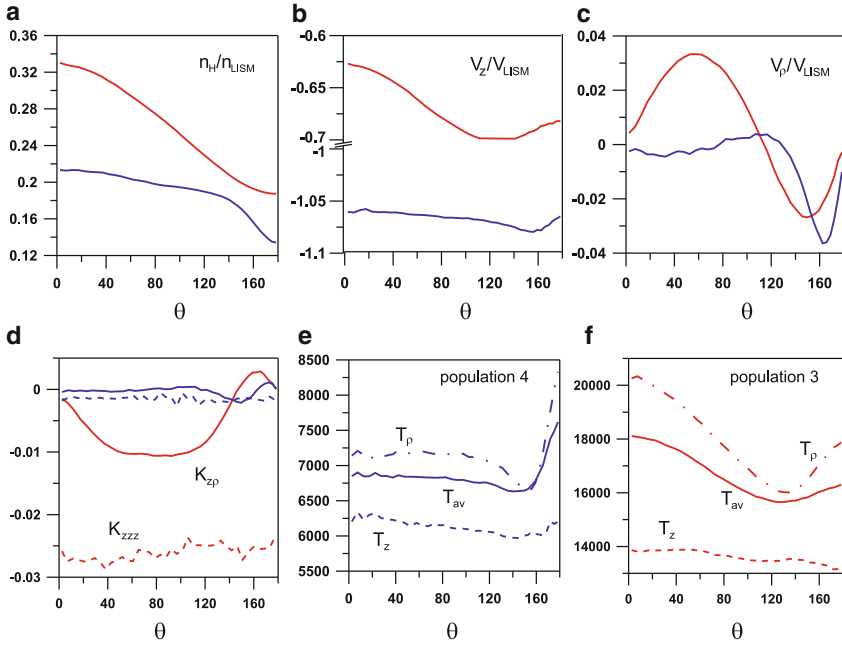 a
n_H/n_LISM
0.36
0.32
0.28
0.24
0.2
0.16
0.12
0 40 80 120 160
θ
b
V_z/V_LISM
-0.6
-0.65
-0.7
-1
-1.05
-1.1
0 40 80 120 160
θ
c
V_ρ/V_LISM
0.04
0.02
0
-0.02
-0.04
0 40 80 120 160
θ
d
0
-0.01
-0.02
-0.03
K_zρ
K_zzz
0 40 80 120 160
θ
e
population 4
8500
8000
7500
7000
6500
6000
5500
T_ρ
T_av
T_z
0 40 80 120 160
θ
f
population 3
20000
18000
16000
14000
T_ρ
T_av
T_z
0 40 80 120 160
θ